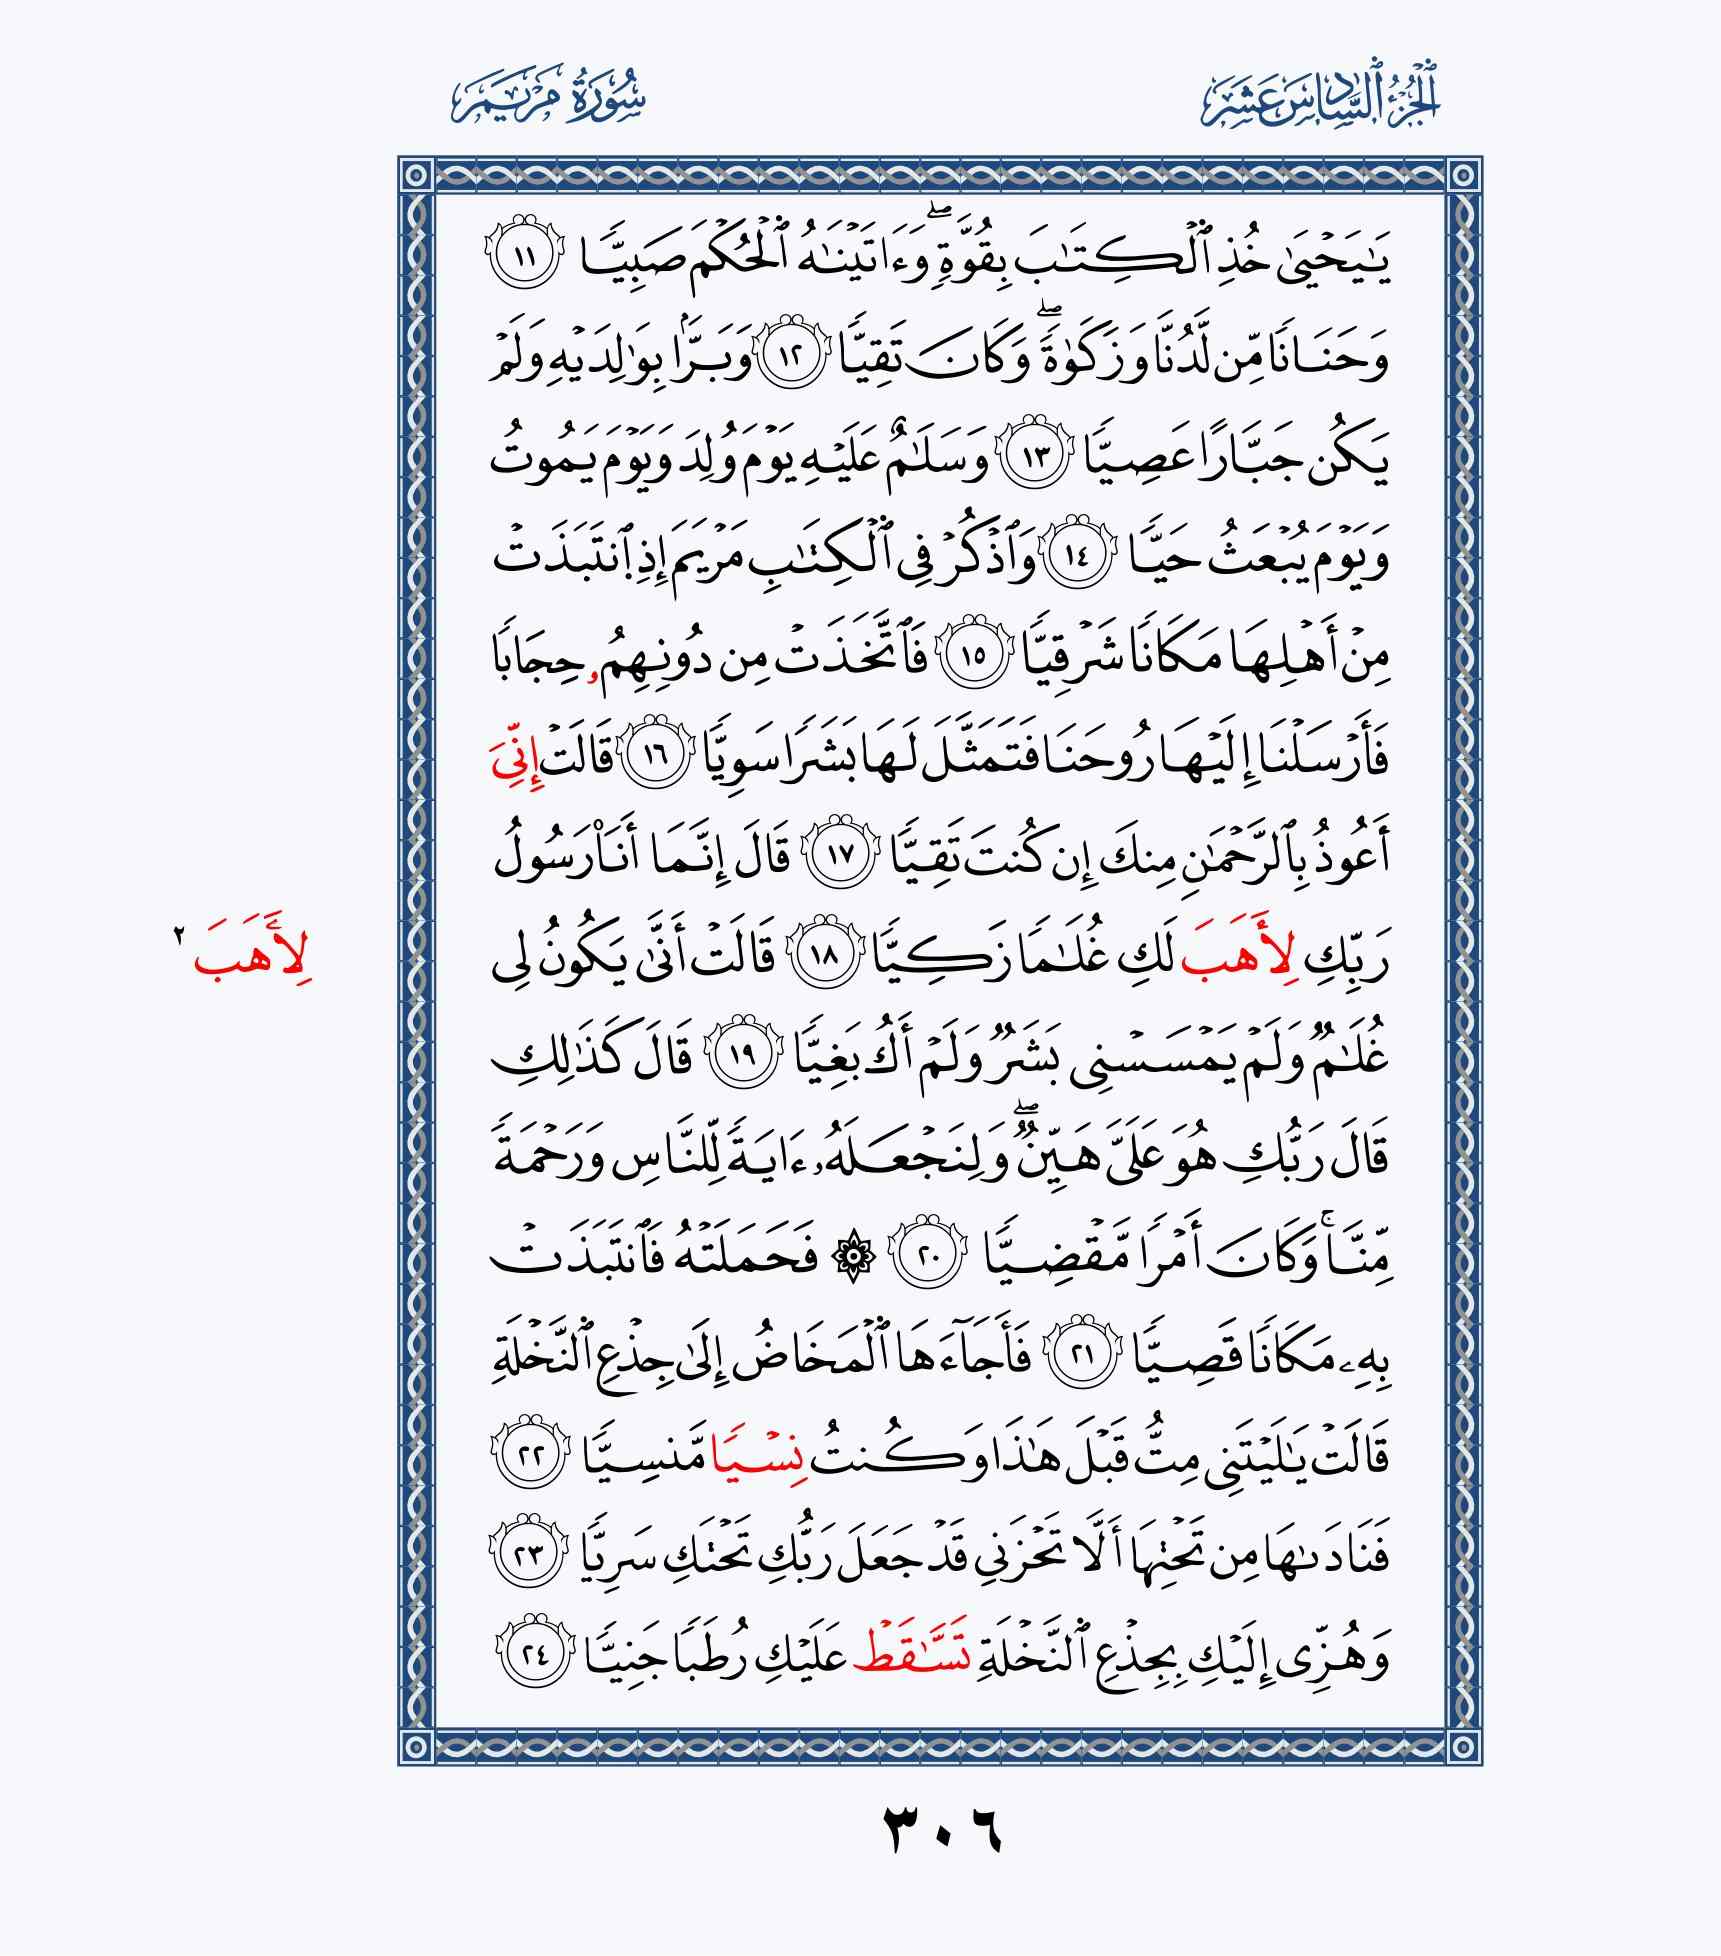 ٱلْجُزْءُ ٱلسَّادِسَ عَشَرَ
سُورَةُ مَرْيَمَ
يَٰيَحْيَىٰ خُذِ ٱلْكِتَٰبَ بِقُوَّةٍۖ وَءَاتَيْنَٰهُ ٱلْحُكْمَ صَبِيًّا ١١
وَحَنَانًا مِّن لَّدُنَّا وَزَكَوٰةًۖ وَكَانَ تَقِيًّا ١٢ وَبَرًّۢا بِوَٰلِدَيْهِ وَلَمْ
يَكُن جَبَّارًا عَصِيًّا ١٣ وَسَلَٰمٌ عَلَيْهِ يَوْمَ وُلِدَ وَيَوْمَ يَمُوتُ
وَيَوْمَ يُبْعَثُ حَيًّا ١٤ وَٱذْكُرْ فِى ٱلْكِتَٰبِ مَرْيَمَ إِذِ ٱنتَبَذَتْ
مِنْ أَهْلِهَا مَكَانًا شَرْقِيًّا ١٥ فَٱتَّخَذَتْ مِن دُونِهِمُۥ حِجَابًا
فَأَرْسَلْنَا إِلَيْهَا رُوحَنَا فَتَمَثَّلَ لَهَا بَشَرًا سَوِيًّا ١٦ قَالَتْ إِنِّىَ
أَعُوذُ بِٱلرَّحْمَٰنِ مِنكَ إِن كُنتَ تَقِيًّا ١٧ قَالَ إِنَّمَا أَنَا۠ رَسُولُ
رَبِّكِ لِأَهَبَ لَكِ غُلَٰمًا زَكِيًّا ١٨ قَالَتْ أَنَّىٰ يَكُونُ لِى
لِأَهَبَ ٢
غُلَٰمٌ وَلَمْ يَمْسَسْنِى بَشَرٌ وَلَمْ أَكُ بَغِيًّا ١٩ قَالَ كَذَٰلِكِ
قَالَ رَبُّكِ هُوَ عَلَىَّ هَيِّنٌۖ وَلِنَجْعَلَهُۥ ءَايَةً لِّلنَّاسِ وَرَحْمَةً
مِّنَّاۚ وَكَانَ أَمْرًا مَّقْضِيًّا ٢٠ ۞ فَحَمَلَتْهُ فَٱنتَبَذَتْ
بِهِۦ مَكَانًا قَصِيًّا ٢١ فَأَجَآءَهَا ٱلْمَخَاضُ إِلَىٰ جِذْعِ ٱلنَّخْلَةِ
قَالَتْ يَٰلَيْتَنِى مِتُّ قَبْلَ هَٰذَا وَكُنتُ نِسْيًا مَّنسِيًّا ٢٢
فَنَادَىٰهَا مِن تَحْتِهَا أَلَّا تَحْزَنِى قَدْ جَعَلَ رَبُّكِ تَحْتَكِ سَرِيًّا ٢٣
وَهُزِّى إِلَيْكِ بِجِذْعِ ٱلنَّخْلَةِ تَسَّٰقَطْ عَلَيْكِ رُطَبًا جَنِيًّا ٢٤
٣٠٦